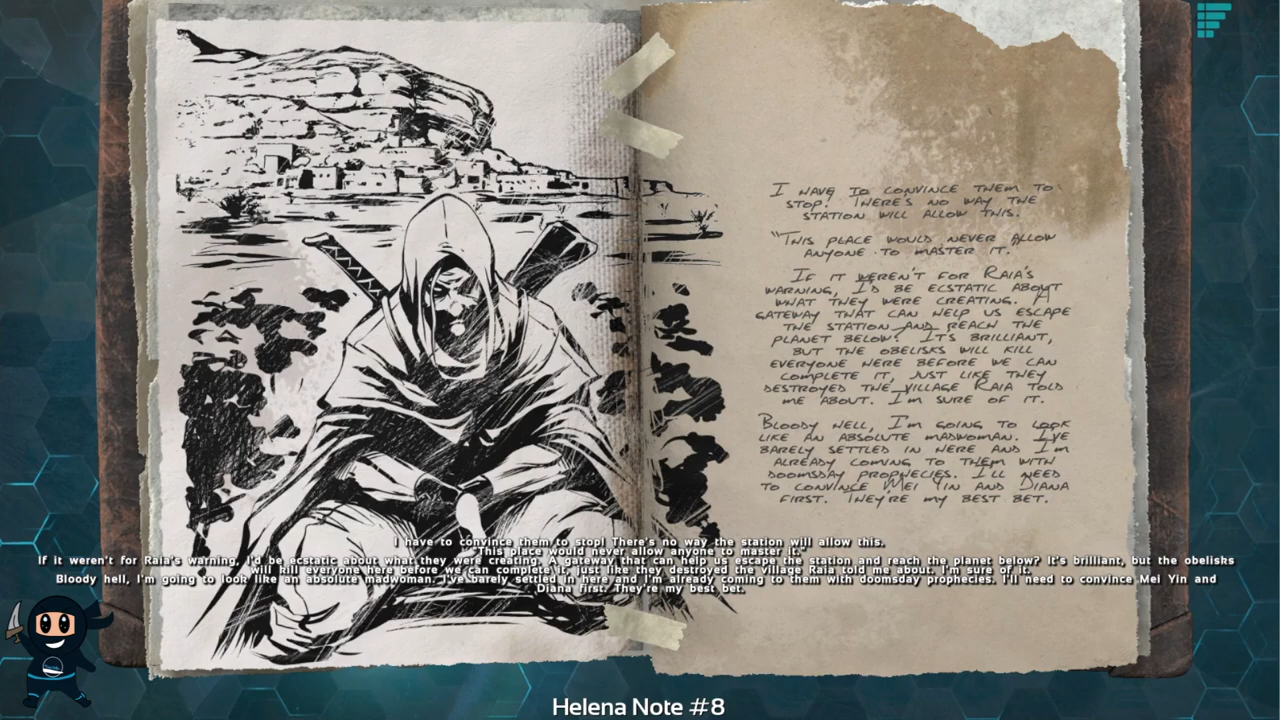 I HAVE TO CONVINCE THEM TO
STOP! THERE'S NO WAY THE
STATION WILL ALLOW THIS.
"THIS PLACE WOULD NEVER ALLOW
ANYONE TO MASTER IT."
IF IT WEREN'T FOR RAIA'S
WARNING, I'D BE ECSTATIC ABOUT
WHAT THEY WERE CREATING. A
GATEWAY THAT CAN HELP US ESCAPE
THE STATION AND REACH THE
PLANET BELOW? IT'S BRILLIANT,
BUT THE OBELISKS WILL KILL
EVERYONE HERE BEFORE WE CAN
COMPLETE IT, JUST LIKE THEY
DESTROYED THE VILLAGE RAIA TOLD
ME ABOUT. I'M SURE OF IT.
BLOODY HELL, I'M GOING TO LOOK
LIKE AN ABSOLUTE MADWOMAN. I'VE
BARELY SETTLED IN HERE AND I'M
ALREADY COMING TO THEM WITH
DOOMSDAY PROPHECIES. I'LL NEED
TO CONVINCE MEI YIN AND DIANA
FIRST. THEY'RE MY BEST BET.
I have to convince them to stop! There's no way the station will allow this.
"This place would never allow anyone to master it."
If it weren't for Raia's warning, I'd be ecstatic about what they were creating. A gateway that can help us escape the station and reach the planet below? It's brilliant, but the obelisks
will kill everyone here before we can complete it, just like they destroyed the village Raia told me about. I'm sure of it.
Bloody hell, I'm going to look like an absolute madwoman. I've barely settled in here and I'm already coming to them with doomsday prophecies. I'll need to convince Mei Yin and
Diana first. They're my best bet.
Helena Note #8